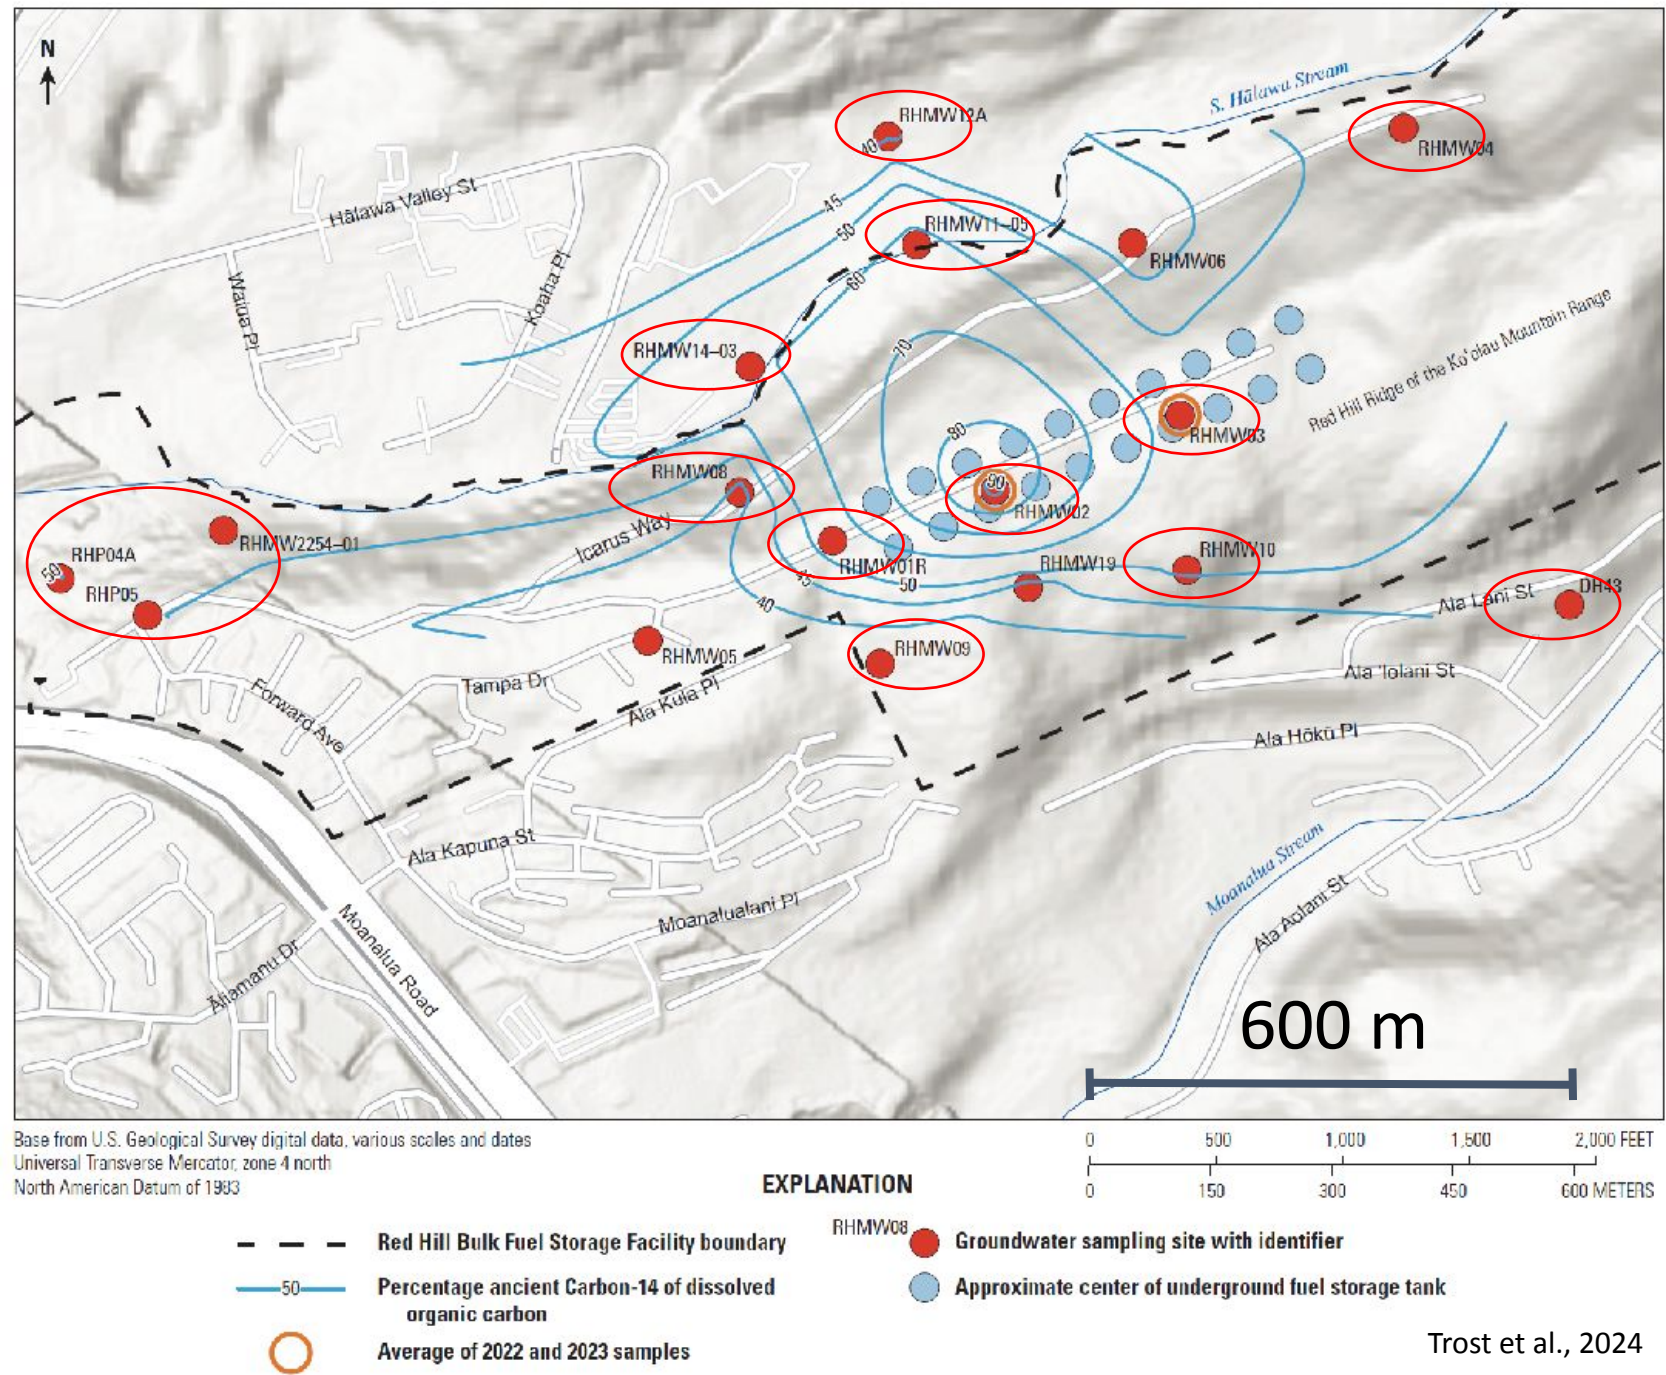 N
S. Hālawa Stream
RHMW12A
40
RHMW04
Hālawa Valley St
45
50
RHMW11–05
RHMW06
Waiua Pl
Koaha Pl
60
Red Hill Ridge of the Koʻolau Mountain Range
RHMW14–03
70
80
RHMW03
RHMW08
90
RHMW02
Icarus Way
RHMW2254–01
RHP04A
50
RHP05
RHMW01R
RHMW19
RHMW10
45
50
40
DH43
Ala Lani St
RHMW05
RHMW09
Tampa Dr
Ala Kula Pl
Ala ʻIolani St
Forward Ave
Ala Hōkū Pl
Ala Kapuna St
Moanalualani Pl
Moanalua Stream
Ala Aolani St
Moanalua Road
Āliamanu Dr
600 m
Base from U.S. Geological Survey digital data, various scales and dates
Universal Transverse Mercator, zone 4 north
North American Datum of 1983
0 500 1,000 1,500 2,000 FEET
0 150 300 450 600 METERS
EXPLANATION
Red Hill Bulk Fuel Storage Facility boundary
50
Percentage ancient Carbon-14 of dissolved
organic carbon
Average of 2022 and 2023 samples
RHMW08
Groundwater sampling site with identifier
Approximate center of underground fuel storage tank
Trost et al., 2024